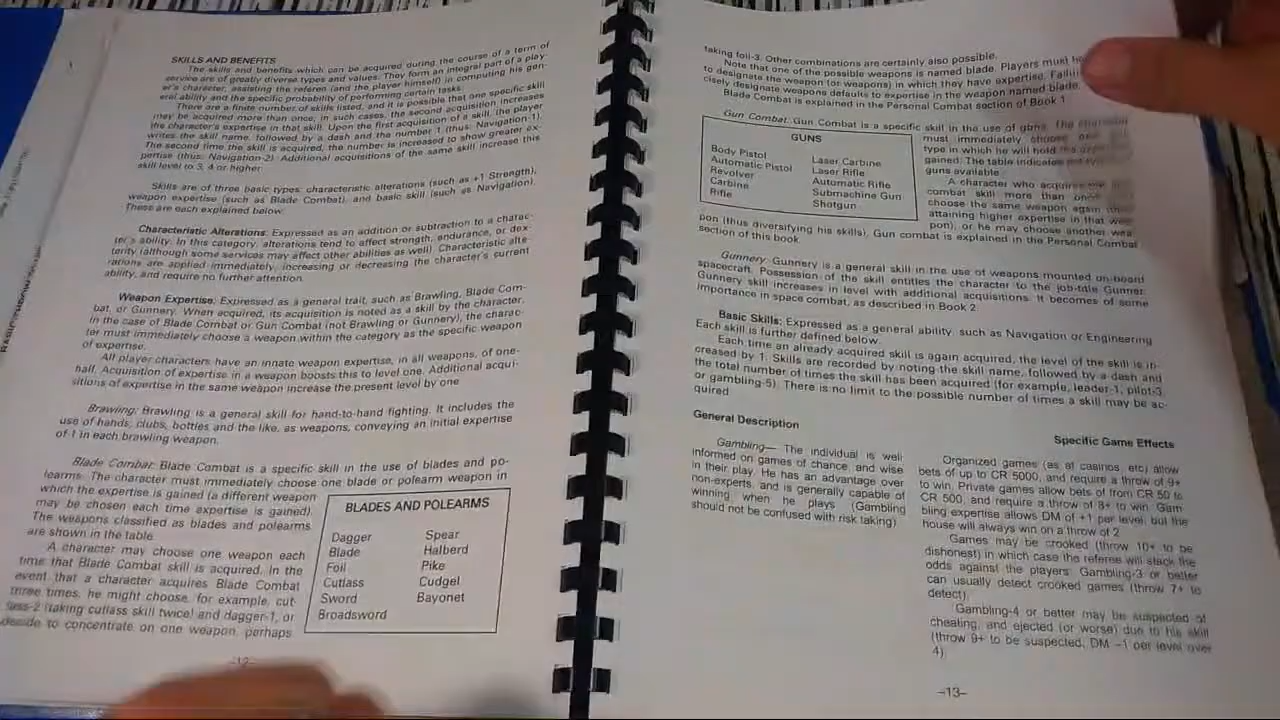 SKILLS AND BENEFITS
The skills and benefits which can be acquired during the course of a term of
service are of greatly diverse types and values. They form an integral part of a play-
er's character, assisting the referee (and the player himself) in computing his gen-
eral ability and the specific probability of performing certain tasks.
There are a finite number of skills listed, and it is possible that one specific skill
may be acquired more than once; in such cases, the second acquisition increases
the character's expertise in that skill. Upon the first acquisition of a skill, the player
writes the skill name, followed by a dash and the number 1 (thus: Navigation-1).
The second time the skill is acquired, the number is increased to show greater ex-
pertise (thus: Navigation-2). Additional acquisitions of the same skill increase this
skill level to 3, 4 or higher.
Skills are of three basic types: characteristic alterations (such as +1 Strength),
weapon expertise (such as Blade Combat), and basic skill (such as Navigation).
These are each explained below.
Characteristic Alterations: Expressed as an addition or subtraction to a charac-
ter's ability. In this category, alterations tend to affect strength, endurance, or dex-
terity (although some services may affect other abilities as well). Characteristic alte-
rations are applied immediately, increasing or decreasing the character's current
ability, and require no further attention.
Weapon Expertise: Expressed as a general trait, such as Brawling, Blade Com-
bat, or Gunnery. When acquired, its acquisition is noted as a skill by the character.
In the case of Blade Combat or Gun Combat (not Brawling or Gunnery), the charac-
ter must immediately choose a weapon within the category as the specific weapon
of expertise.
All player characters have an innate weapon expertise, in all weapons, of one-
half. Acquisition of expertise in a weapon boosts this to level one. Additional acqui-
sitions of expertise in the same weapon increase the present level by one
Brawling: Brawling is a general skill for hand-to-hand fighting. It includes the
use of hands, clubs, bottles and the like, as weapons, conveying an initial expertise
of 1 in each brawling weapon.
Blade Combat: Blade Combat is a specific skill in the use of blades and po-
learms. The character must immediately choose one blade or polearm weapon in
which the expertise is gained (a different weapon
may be chosen each time expertise is gained).
The weapons classified as blades and polearms
are shown in the table.
A character may choose one weapon each
time that Blade Combat skill is acquired. In the
event that a character acquires Blade Combat
three times, he might choose, for example, cut-
lass-2 (taking cutlass skill twice) and dagger-1, or
decide to concentrate on one weapon, perhaps
BLADES AND POLEARMS
Dagger Spear
Blade Halberd
Foil Pike
Cutlass Cudgel
Sword Bayonet
Broadsword
-12-
taking foil-3. Other combinations are certainly also possible.
Note that one of the possible weapons is named blade. Players must
to designate the weapon (or weapons) in which they have expertise.
cisely designate weapons defaults to expertise in the weapon named blade.
Blade Combat is explained in the Personal Combat section of Book 1
Gun Combat: Gun Combat is a specific skill in the use of guns. The character
must immediately choose
type in which he will hold the
gained. The table indicates
guns available.
A character who acquires
combat skill more than once
choose the same weapon again
attaining higher expertise in that wea-
pon), or he may choose another wea-
pon (thus diversifying his skills). Gun combat is explained in the Personal Combat
section of this book.
GUNS
Body Pistol Laser Carbine
Automatic Pistol Laser Rifle
Revolver Automatic Rifle
Carbine Submachine Gun
Rifle Shotgun
Gunnery: Gunnery is a general skill in the use of weapons mounted on-board
spacecraft. Possession of the skill entitles the character to the job-title Gunner.
Gunnery skill increases in level with additional acquisitions. It becomes of some
importance in space combat, as described in Book 2.
Basic Skills: Expressed as a general ability, such as Navigation or Engineering
Each skill is further defined below.
Each time an already acquired skill is again acquired, the level of the skill is in-
creased by 1. Skills are recorded by noting the skill name, followed by a dash and
the total number of times the skill has been acquired (for example, leader-1, pilot-3,
or gambling-5). There is no limit to the possible number of times a skill may be ac-
quired
General Description
Gambling— The individual is well
informed on games of chance, and wise
in their play. He has an advantage over
non-experts, and is generally capable of
winning when he plays (Gambling
should not be confused with risk taking)
Specific Game Effects
Organized games (as at casinos, etc) allow
bets of up to CR 5000, and require a throw of 9+
to win. Private games allow bets of from CR 50 to
CR 500, and require a throw of 8+ to win. Gam-
bling expertise allows DM of +1 per level, but the
house will always win on a throw of 2
Games may be crooked (throw 10+ to be
dishonest) in which case the referee will stack the
odds against the players. Gambling-3 or better
can usually detect crooked games (throw 7+ to
detect).
Gambling-4 or better may be suspected of
cheating, and ejected (or worse) due to his skill
(throw 9+ to be suspected, DM -1 per level over
4).
-13-